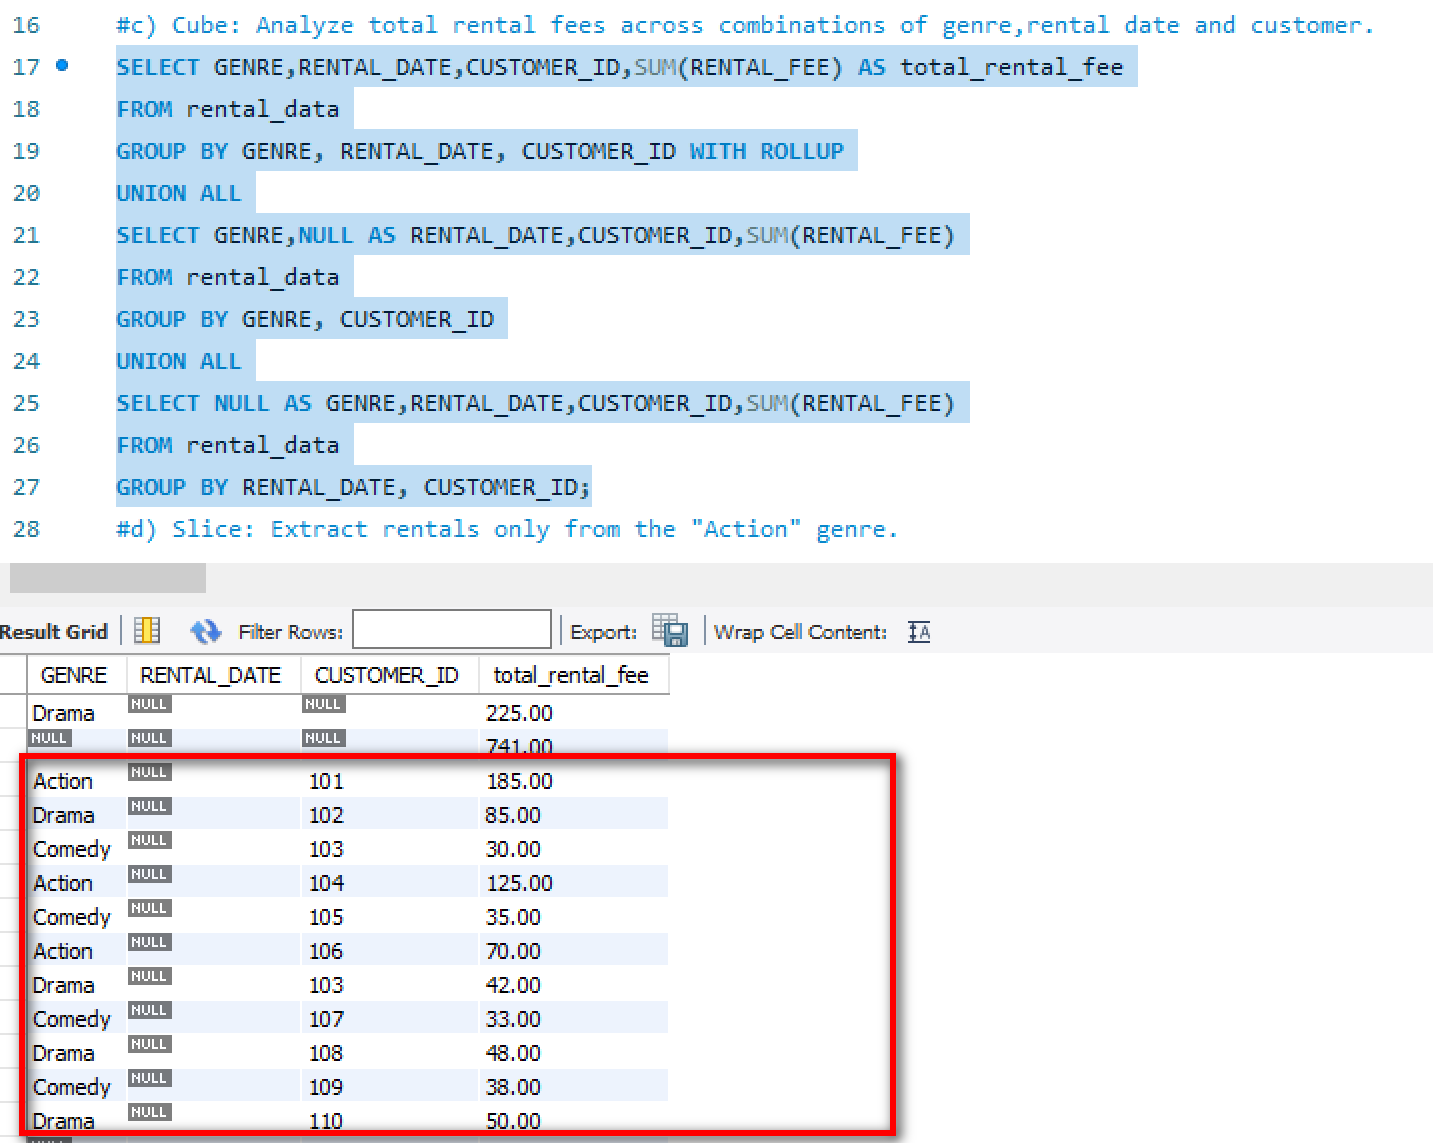 16 #c) Cube: Analyze total rental fees across combinations of genre,rental date and customer.
17 SELECT GENRE,RENTAL_DATE,CUSTOMER_ID,SUM(RENTAL_FEE) AS total_rental_fee
18 FROM rental_data
19 GROUP BY GENRE, RENTAL_DATE, CUSTOMER_ID WITH ROLLUP
20 UNION ALL
21 SELECT GENRE,NULL AS RENTAL_DATE,CUSTOMER_ID,SUM(RENTAL_FEE)
22 FROM rental_data
23 GROUP BY GENRE, CUSTOMER_ID
24 UNION ALL
25 SELECT NULL AS GENRE,RENTAL_DATE,CUSTOMER_ID,SUM(RENTAL_FEE)
26 FROM rental_data
27 GROUP BY RENTAL_DATE, CUSTOMER_ID;
28 #d) Slice: Extract rentals only from the "Action" genre.
Result Grid Filter Rows: Export: Wrap Cell Content: IA
GENRE RENTAL_DATE CUSTOMER_ID total_rental_fee
Drama NULL NULL 225.00
NULL NULL NULL 741.00
Action NULL 101 185.00
Drama NULL 102 85.00
Comedy NULL 103 30.00
Action NULL 104 125.00
Comedy NULL 105 35.00
Action NULL 106 70.00
Drama NULL 103 42.00
Comedy NULL 107 33.00
Drama NULL 108 48.00
Comedy NULL 109 38.00
Drama NULL 110 50.00